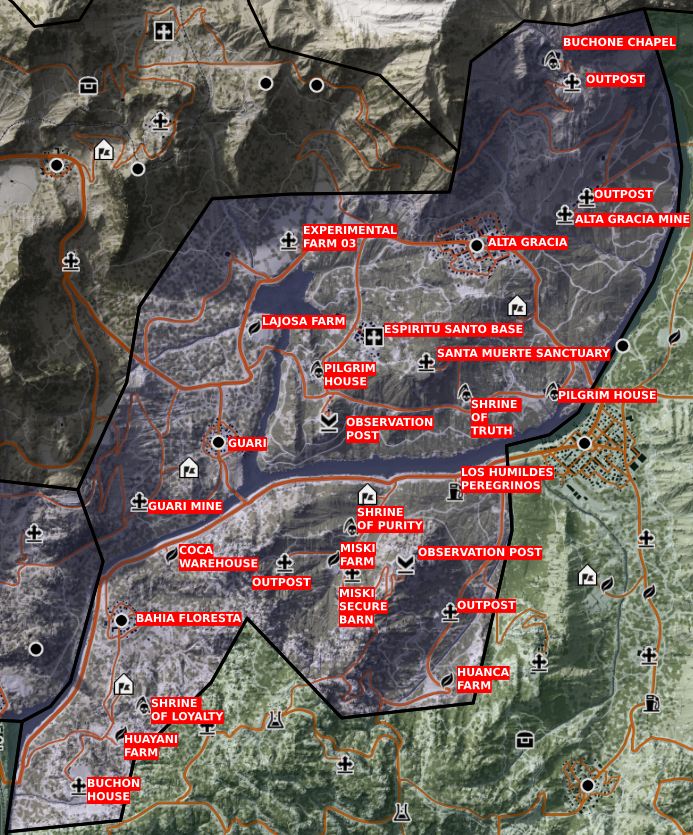 BUCHONE CHAPEL
OUTPOST
OUTPOST
ALTA GRACIA MINE
EXPERIMENTAL
FARM 03
ALTA GRACIA
LAJOSA FARM
ESPIRITU SANTO BASE
SANTA MUERTE SANCTUARY
PILGRIM
HOUSE
PILGRIM HOUSE
SHRINE
OF
TRUTH
OBSERVATION
POST
GUARI
LOS HUMILDES
PEREGRINOS
GUARI MINE
SHRINE
OF PURITY
COCA
WAREHOUSE
MISKI
FARM
OBSERVATION POST
OUTPOST
MISKI
SECURE
BARN
OUTPOST
BAHIA FLORESTA
HUANCA
FARM
SHRINE
OF LOYALTY
HUAYANI
FARM
BUCHON
HOUSE